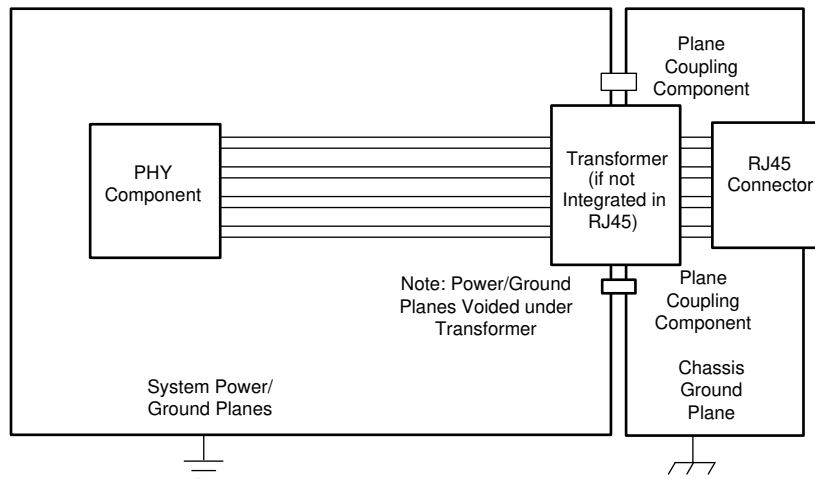 Plane
Coupling
Component
PHY
Component
Transformer
(if not
Integrated in
RJ45)
RJ45
Connector
Note: Power/Ground
Planes Voided under
Transformer
Plane
Coupling
Component
System Power/
Ground Planes
Chassis
Ground
Plane